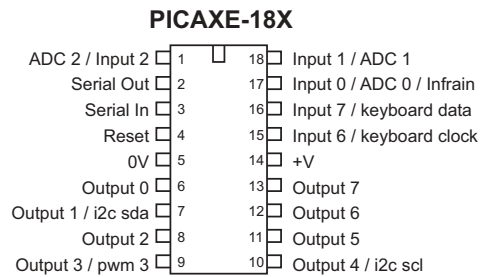 PICAXE-18X
ADC 2 / Input 2 1 18 Input 1 / ADC 1
Serial Out 2 17 Input 0 / ADC 0 / Infrain
Serial In 3 16 Input 7 / keyboard data
Reset 4 15 Input 6 / keyboard clock
0V 5 14 +V
Output 0 6 13 Output 7
Output 1 / i2c sda 7 12 Output 6
Output 2 8 11 Output 5
Output 3 / pwm 3 9 10 Output 4 / i2c scl